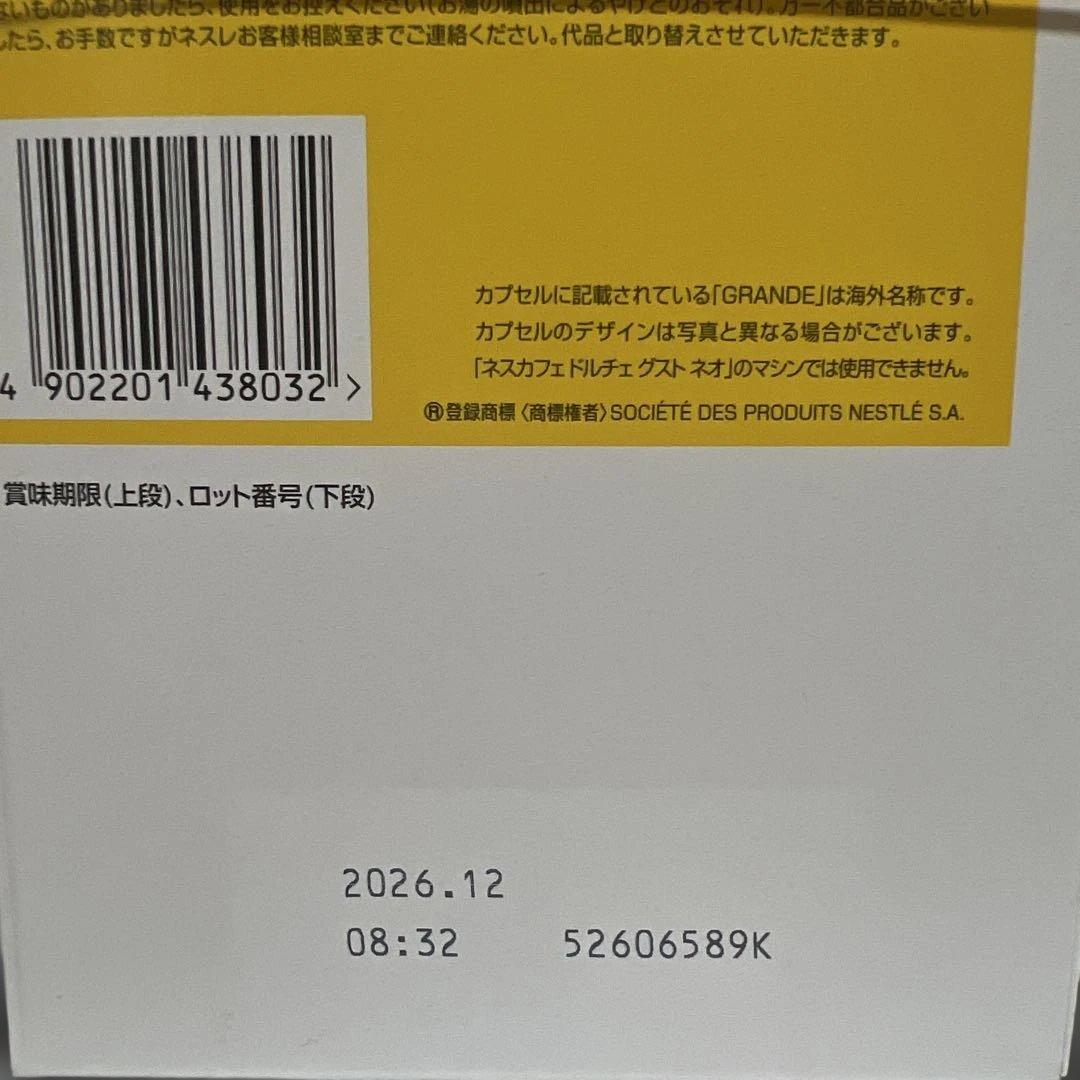 ないものがありましたら、使用をお控えください(お湯の噴出によるやけどのおそれ)。万一不都合品がござい
したら、お手数ですがネスレお客様相談室までご連絡ください。代品と取り替えさせていただきます。
カプセルに記載されている「GRANDE」は海外名称です。
カプセルのデザインは写真と異なる場合がございます。
「ネスカフェ ドルチェ グスト ネオ」のマシンでは使用できません。
4 902201 438032 >
®登録商標〈商標権者〉SOCIÉTÉ DES PRODUITS NESTLÉ S.A.
賞味期限(上段)、ロット番号(下段)
2026.12
08:32 52606589K